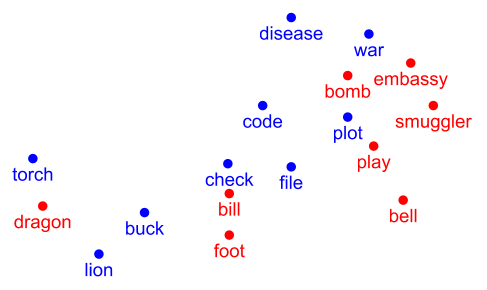 disease
war
embassy
bomb
code
smuggler
plot
play
torch
check
file
dragon
bill
bell
buck
foot
lion